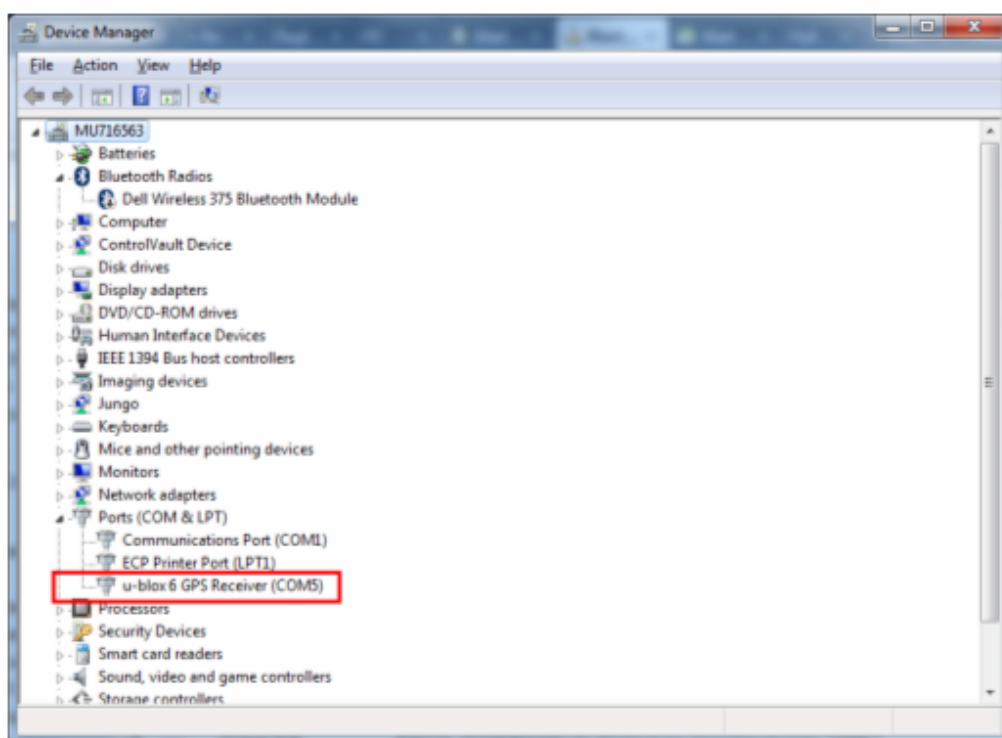 Device Manager
File Action View Help
MU716563
Batteries
Bluetooth Radios
Dell Wireless 375 Bluetooth Module
Computer
ControlVault Device
Disk drives
Display adapters
DVD/CD-ROM drives
Human Interface Devices
IEEE 1394 Bus host controllers
Imaging devices
Jungo
Keyboards
Mice and other pointing devices
Monitors
Network adapters
Ports (COM & LPT)
Communications Port (COM1)
ECP Printer Port (LPT1)
u-blox 6 GPS Receiver (COM5)
Processors
Security Devices
Smart card readers
Sound, video and game controllers
Storage controllers